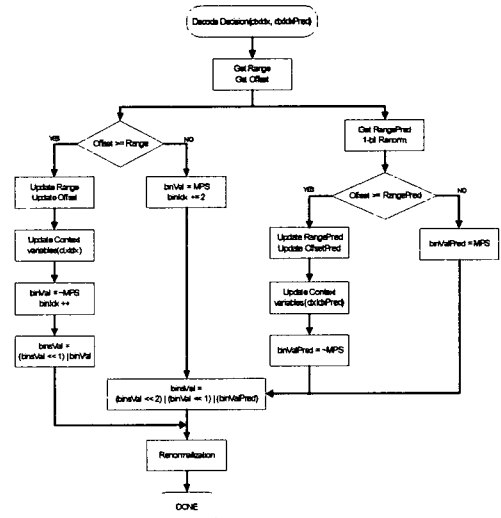 Decode Decision(ctxIdx, ctxIdxPred)
Get Range
Get Offset
YES
Offset >= Range
NO
Get RangePred
1-bit Renorm.
Update Range
Update Offset
binVal = MPS
binIdx += 2
YES
Offset >= RangePred
NO
Update Context
variables(ctxIdx)
Update RangePred
Update OffsetPred
binValPred = MPS
binVal = ~MPS
binIdx ++
Update Context
variables(ctxIdxPred)
binsVal =
(binsVal << 1) | binVal
binValPred = ~MPS
binsVal =
(binsVal << 2) | (binVal << 1) | (binValPred)
Renormalization
DONE